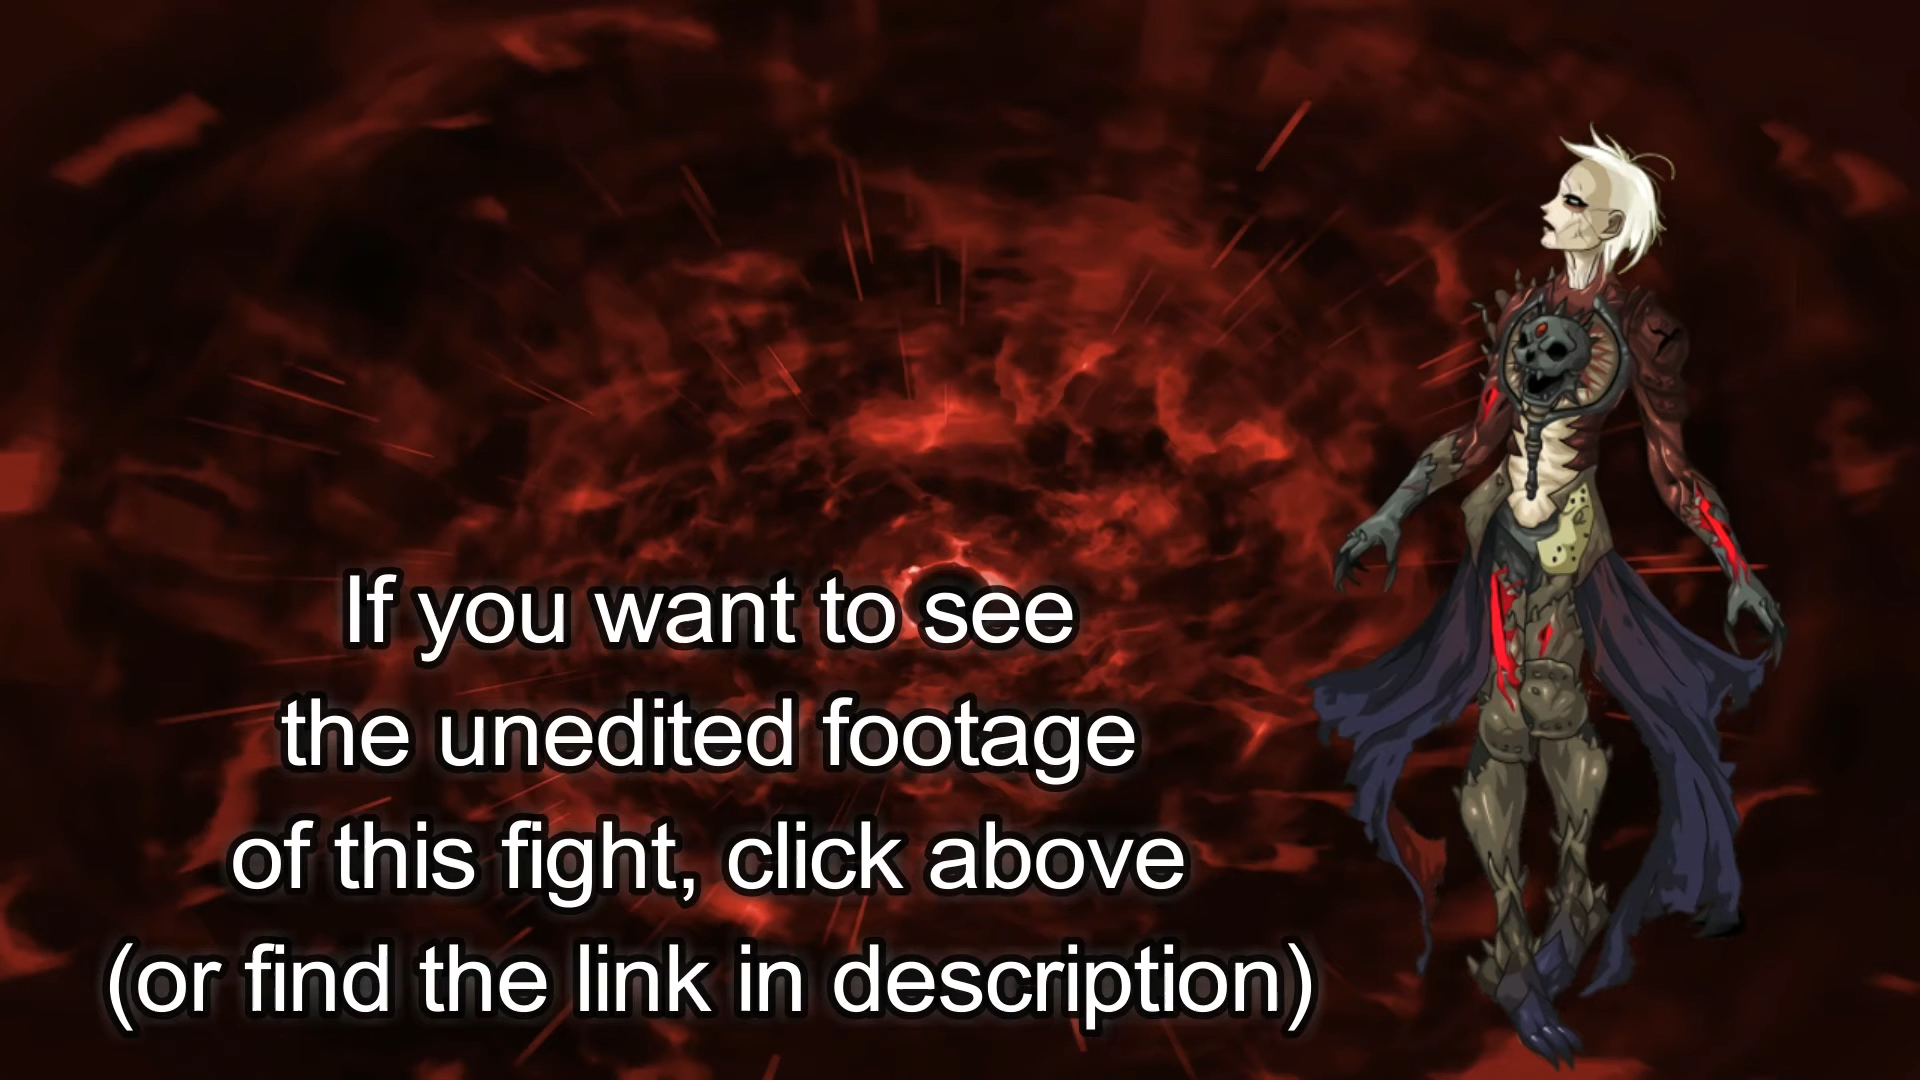 If you want to see
the unedited footage
of this fight, click above
(or find the link in description)